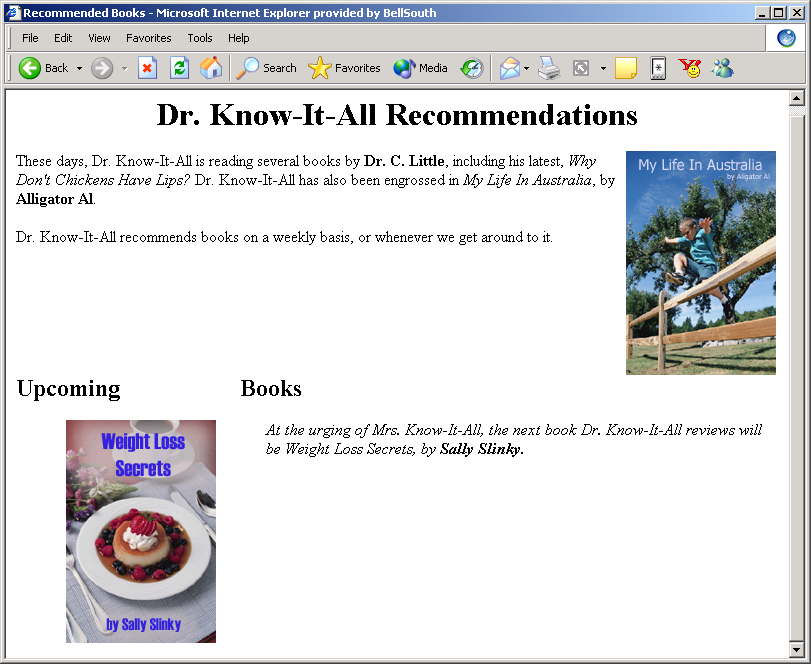 Recommended Books - Microsoft Internet Explorer provided by BellSouth
File Edit View Favorites Tools Help
Back Search Favorites Media
Dr. Know-It-All Recommendations
These days, Dr. Know-It-All is reading several books by Dr. C. Little, including his latest, Why
Don't Chickens Have Lips? Dr. Know-It-All has also been engrossed in My Life In Australia, by
Alligator Al.
Dr. Know-It-All recommends books on a weekly basis, or whenever we get around to it.
My Life In Australia
by Aligator Al
Upcoming Books
Weight Loss
Secrets
by Sally Slinky
At the urging of Mrs. Know-It-All, the next book Dr. Know-It-All reviews will
be Weight Loss Secrets, by Sally Slinky.